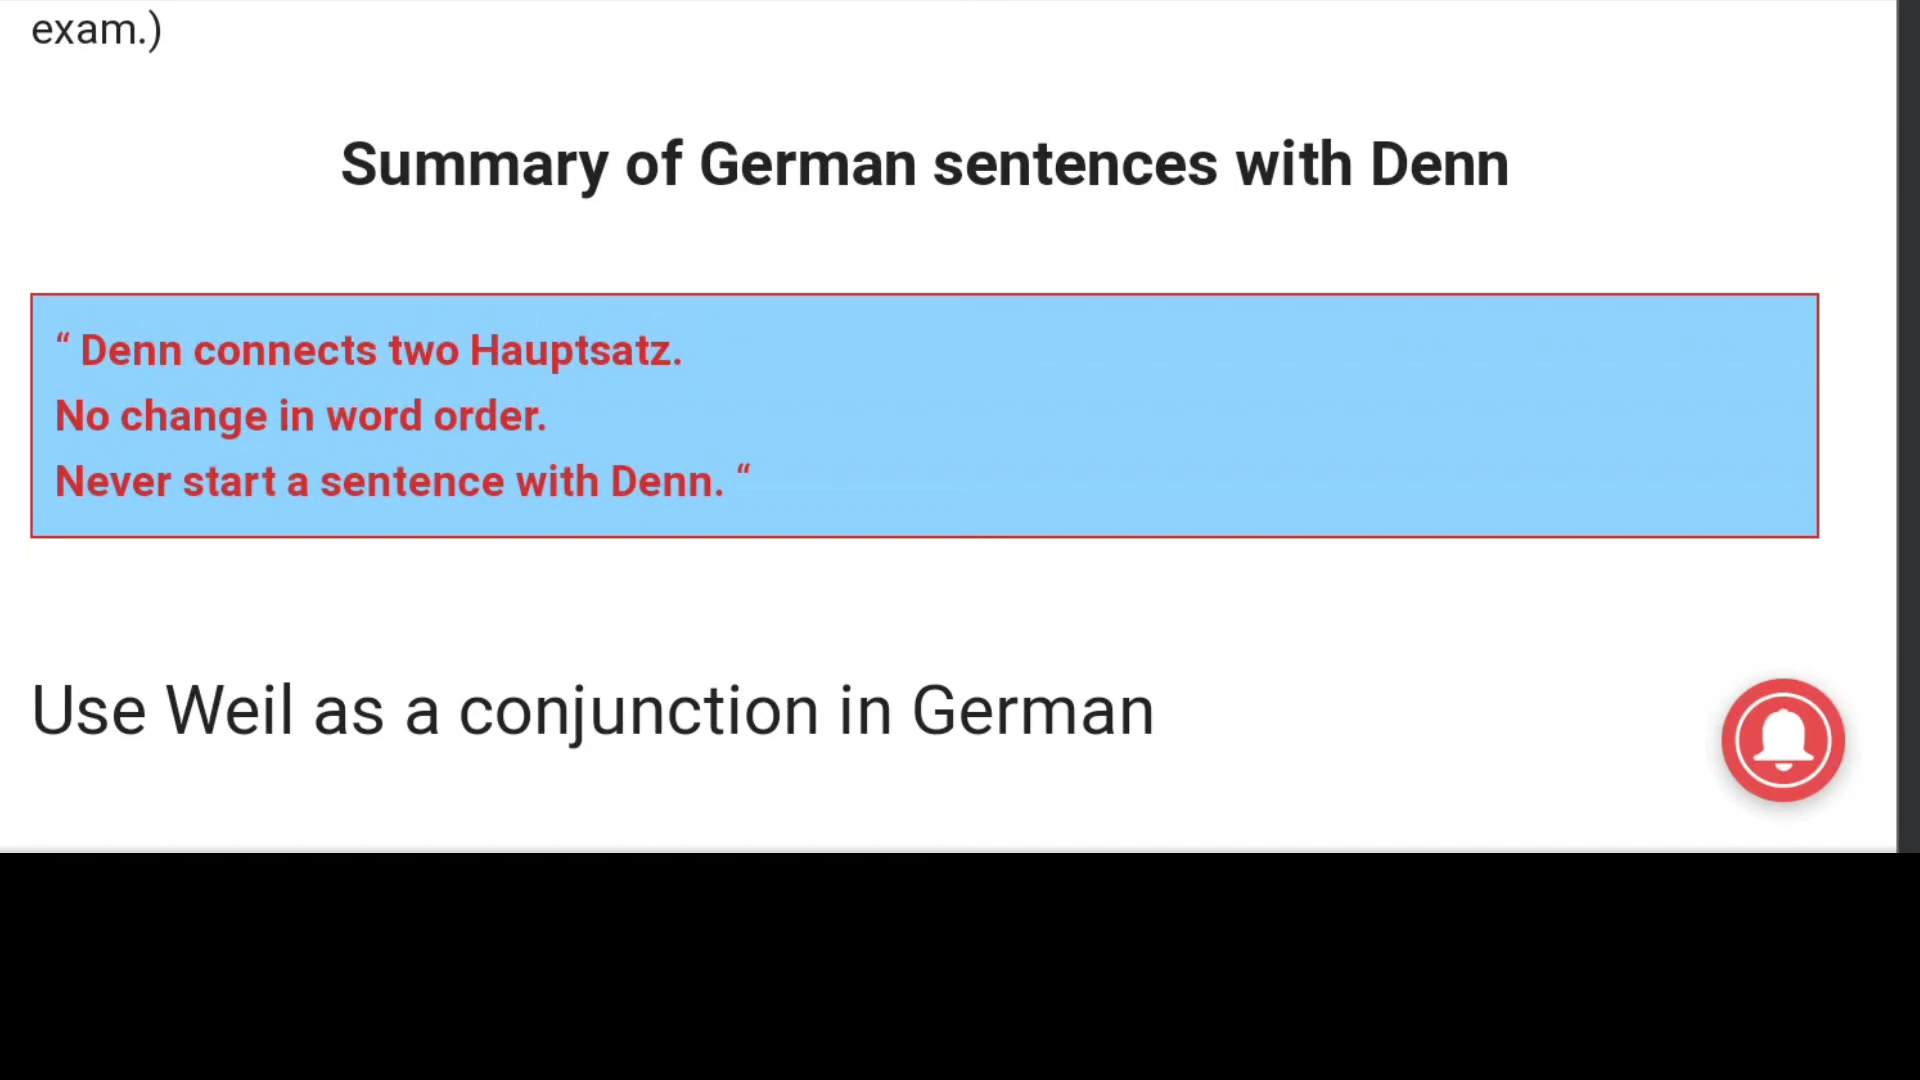 exam.)
Summary of German sentences with Denn
“ Denn connects two Hauptsatz.
No change in word order.
Never start a sentence with Denn. “
Use Weil as a conjunction in German